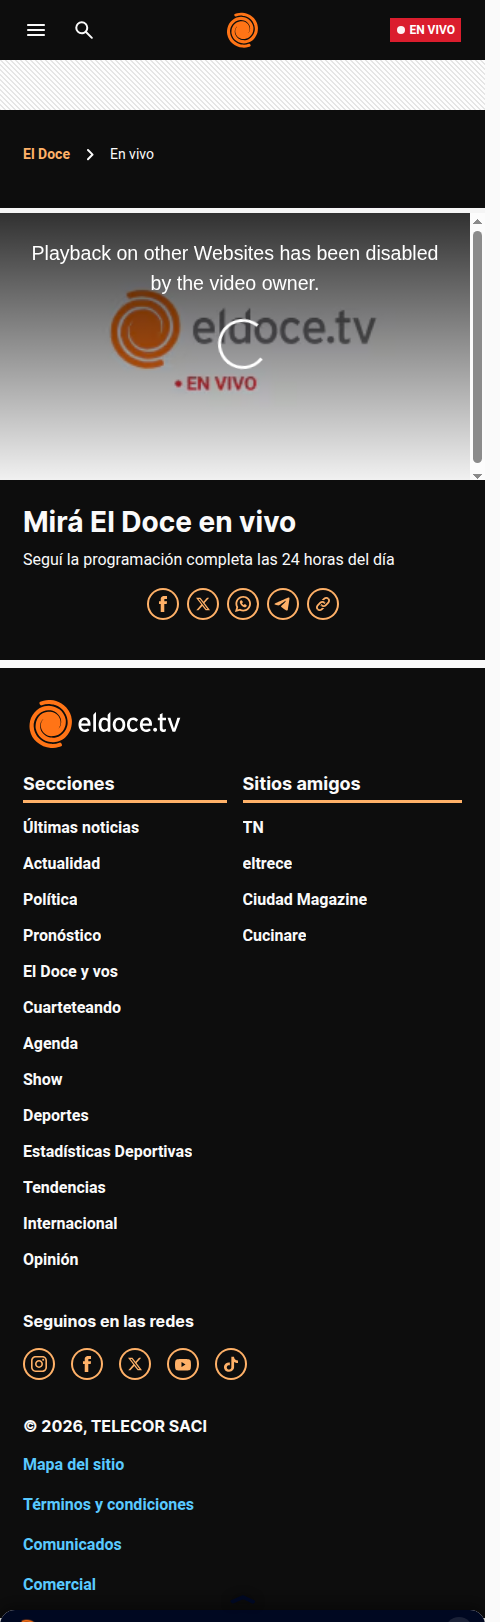 EN VIVO
El Doce
En vivo
Playback on other Websites has been disabled
by the video owner.
eldoce.tv
• EN VIVO
Mirá El Doce en vivo
Seguí la programación completa las 24 horas del día
eldoce.tv
Secciones
Últimas noticias
Actualidad
Política
Pronóstico
El Doce y vos
Cuarteteando
Agenda
Show
Deportes
Estadísticas Deportivas
Tendencias
Internacional
Opinión
Sitios amigos
TN
eltrece
Ciudad Magazine
Cucinare
Seguinos en las redes
© 2026, TELECOR SACI
Mapa del sitio
Términos y condiciones
Comunicados
Comercial